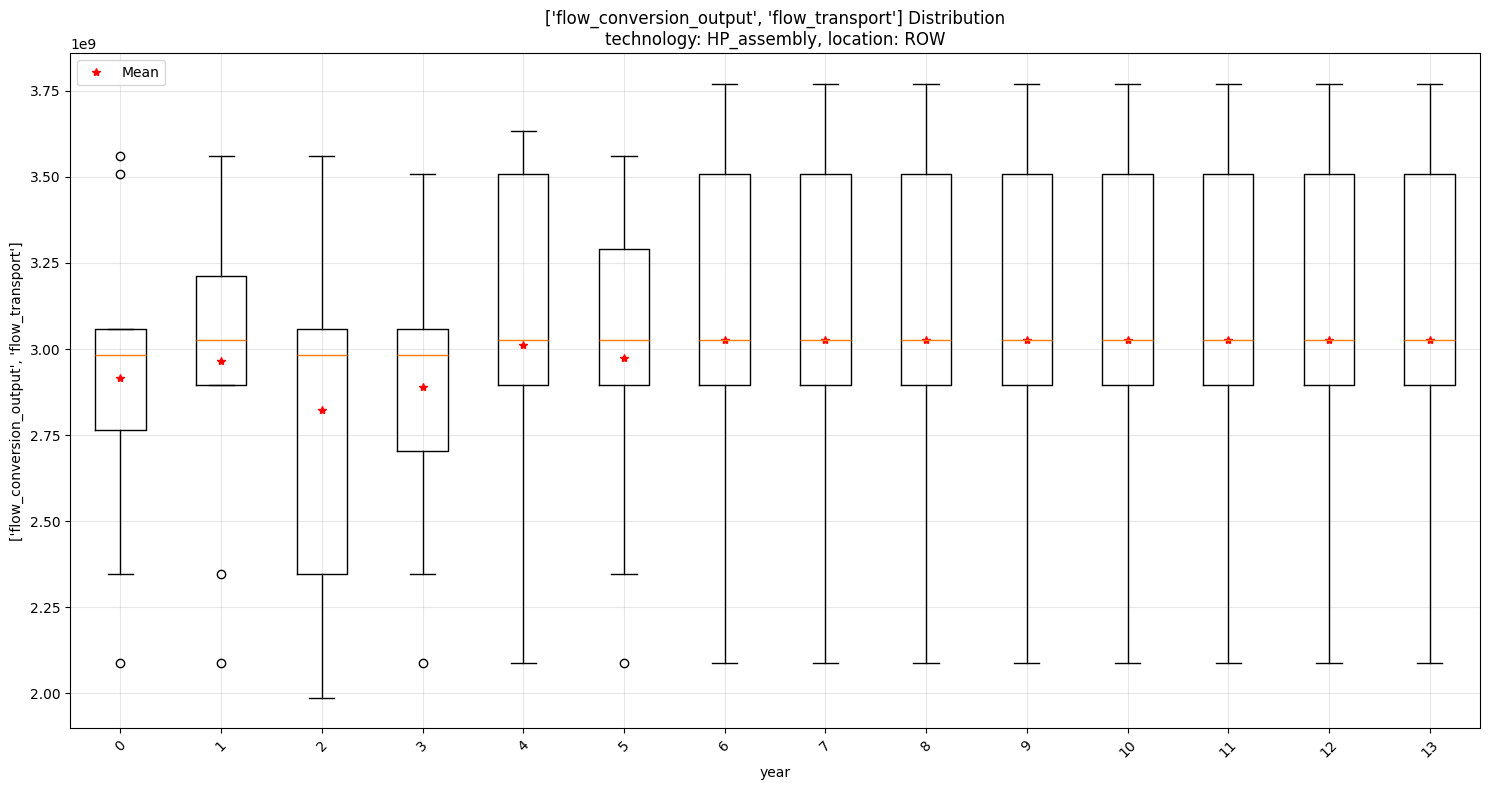 ['flow_conversion_output', 'flow_transport'] Distribution
technology: HP_assembly, location: ROW
1e9
Mean
3.75
3.50
3.25
3.00
2.75
2.50
2.25
2.00
['flow_conversion_output', 'flow_transport']
0 1 2 3 4 5 6 7 8 9 10 11 12 13
year